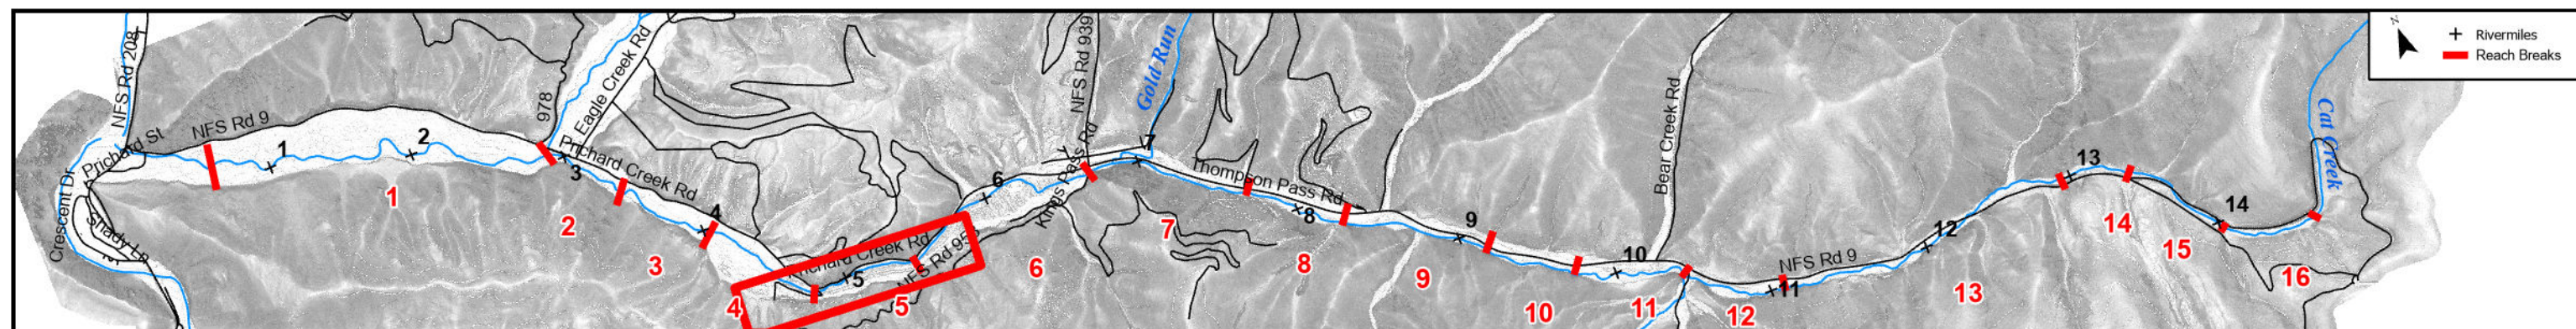 N
Rivermiles
Reach Breaks
NFS Rd 208
Prichard St
NFS Rd 9
Crescent Dr
Shady Ln
978
Eagle Creek Rd
Prichard Creek Rd
NFS Rd 939
Gold Run
Kings Pass Rd
Prichard Creek Rd
NFS Rd 953
Thompson Pass Rd
Bear Creek Rd
NFS Rd 9
Cat Creek
1
2
3
4
5
6
7
8
9
10
11
12
13
14
1
2
3
4
5
6
7
8
9
10
11
12
13
14
15
16